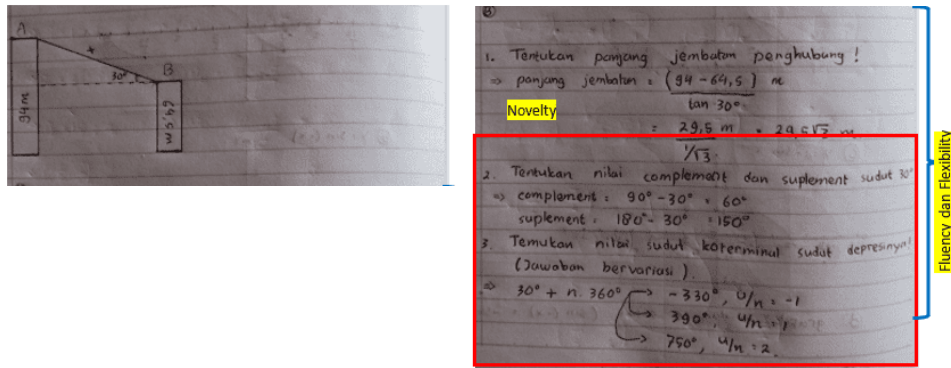 A
x
30°
B
94 m
64,5 m
1. Tentukan panjang jembatan penghubung !
⇒ panjang jembatan = (94 - 64,5) m
tan 30°
Novelty
= 29,5 m = 29,5√3 m
1/√3
2. Tentukan nilai complement dan suplement sudut 30°
⇒ complement = 90° - 30° = 60°
suplement = 180° - 30° = 150°
3. Temukan nilai sudut koterminal sudut depresinya!
(Jawaban bervariasi).
⇒ 30° + n. 360° → -330°, u/n = -1
→ 390°, u/n = 1
→ 750°, u/n = 2
Fluency dan Flexibility